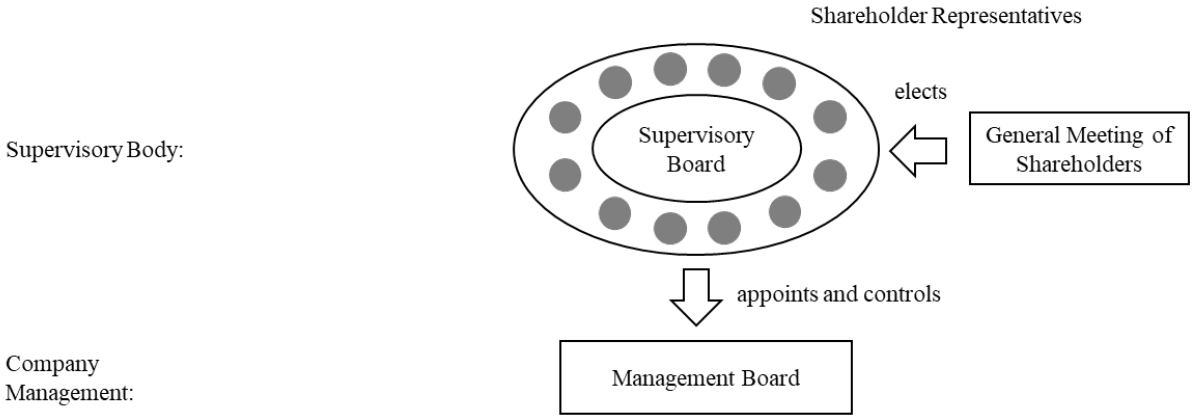 Shareholder Representatives
elects
Supervisory Body:
Supervisory
Board
General Meeting of
Shareholders
appoints and controls
Company
Management:
Management Board